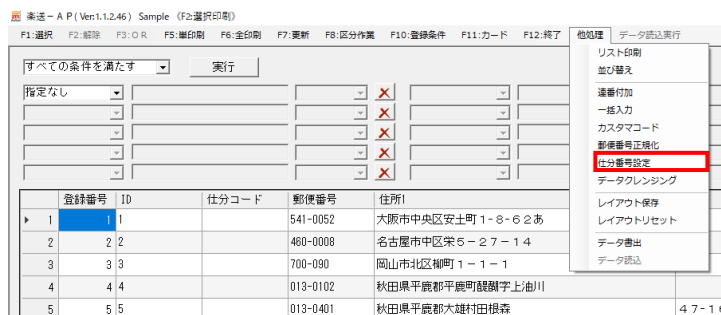 楽送－ＡＰ( Ver:1.1.2.46 ) Sample 《F2:選択印刷》
F1:選択 F2:解除 F3:ＯＲ F5:単印刷 F6:全印刷 F7:更新 F8:区分作業 F10:登録条件 F11:カード F12:終了 他処理 データ読込実行
すべての条件を満たす 実行
指定なし
リスト印刷
並び替え
連番付加
一括入力
カスタマコード
郵便番号正規化
仕分番号設定
データクレンジング
レイアウト保存
レイアウトリセット
データ書出
データ読込
登録番号 ID 仕分コード 郵便番号 住所1
1 1 1 541-0052 大阪市中央区安土町１-８-６２あ
2 2 2 460-0008 名古屋市中区栄５－２７－１４
3 3 3 700-090 岡山市北区柳町１－１－１
4 4 4 013-0102 秋田県平鹿郡平鹿町醍醐字上油川
5 5 5 013-0401 秋田県平鹿郡大雄村田根森 ４７-１６